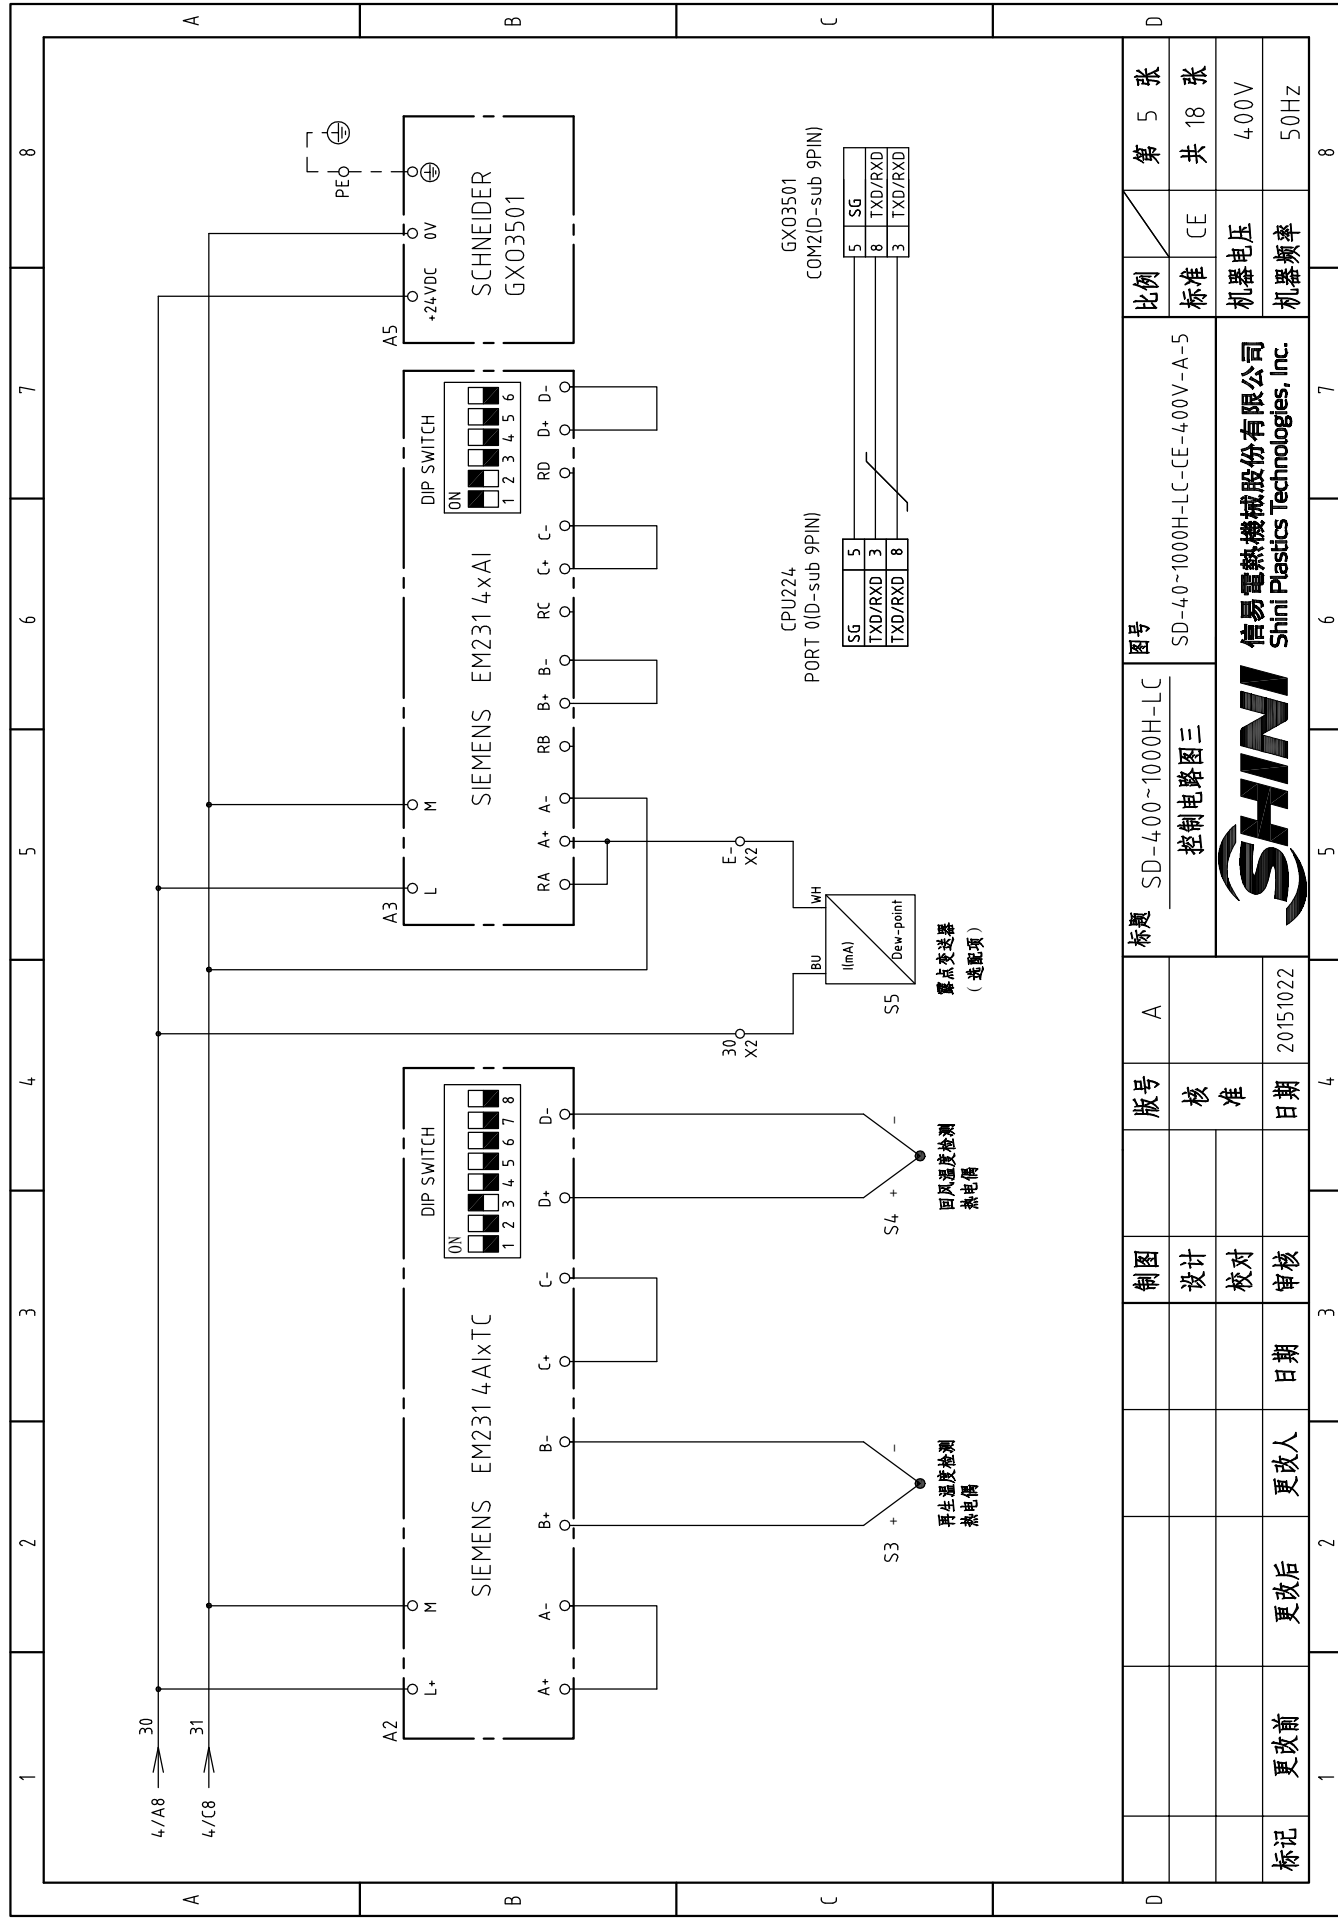 1 2 3 4 5 6 7 8
A
B
C
D
4/A8 30
4/C8 31
A2
L+ M
SIEMENS EM231 4AIxTC
DIP SWITCH
ON
1 2 3 4 5 6 7 8
A+ A- B+ B- C+ C- D+ D-
S3 + -
再生温度检测
热电偶
S4 + -
回风温度检测
热电偶
30
X2
E-
X2
BU WH
I(mA)
Dew-point
S5
露点变送器
(选配项)
A3
L M
SIEMENS EM231 4xAI
DIP SWITCH
ON
1 2 3 4 5 6
RA A+ A- RB B+ B- RC C+ C- RD D+ D-
A5
+24VDC 0V
PE
SCHNEIDER
GXO3501
CPU224
PORT 0(D-sub 9PIN)
SG 5
TXD/RXD 3
TXD/RXD 8
GXO3501
COM2(D-sub 9PIN)
5 SG
8 TXD/RXD
3 TXD/RXD
标记 更改前 更改后 更改人 日期
制图
设计
校对
审核
版号 A
核准
日期 20151022
标题 SD-400~1000H-LC
控制电路图三
图号
SD-40~1000H-LC-CE-400V-A-5
SHINI
信易電熱機械股份有限公司
Shini Plastics Technologies, Inc.
比例 第 5 张
标准 CE 共 18 张
机器电压 400V
机器频率 50Hz
A
B
C
D
1 2 3 4 5 6 7 8